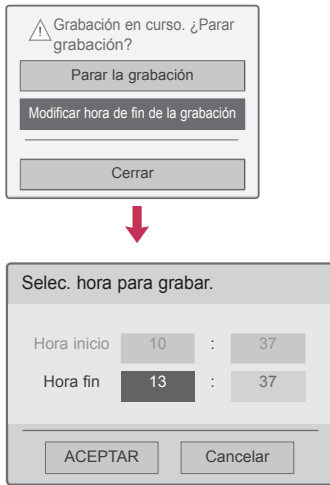 Grabación en curso. ¿Parar
grabación?
Parar la grabación
Modificar hora de fin de la grabación
Cerrar
Selec. hora para grabar.
Hora inicio 10 : 37
Hora fin 13 : 37
ACEPTAR Cancelar